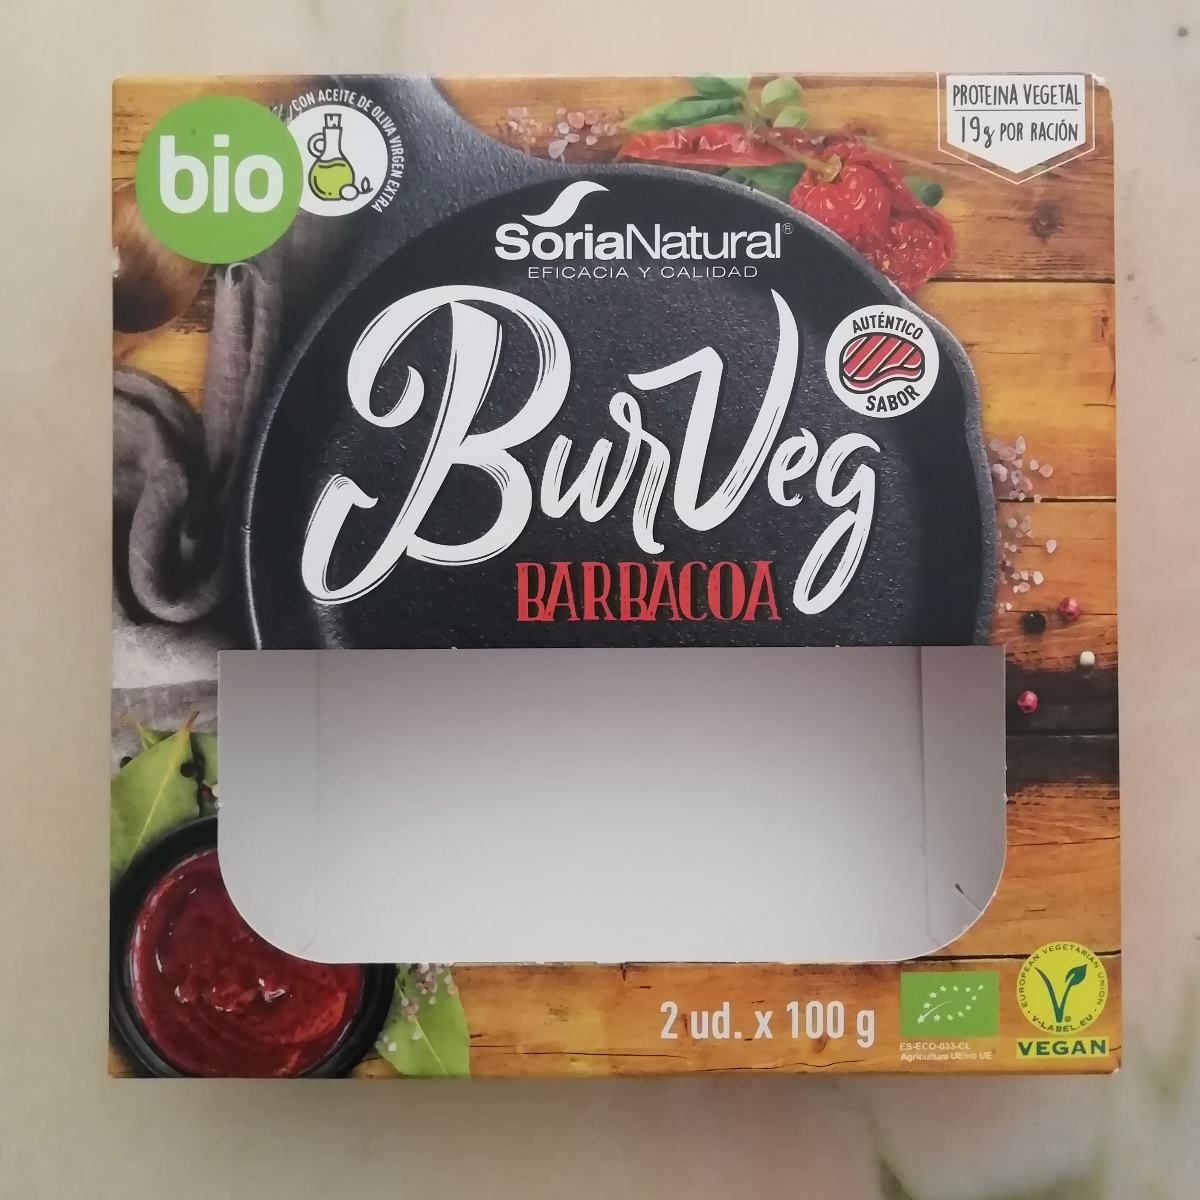 bio
CON ACEITE DE OLIVA VIRGEN EXTRA
PROTEINA VEGETAL
19g POR RACIÓN
SoriaNatural®
EFICACIA Y CALIDAD
AUTÉNTICO
SABOR
BurVeg
BARBACOA
2 ud. x 100 g
ES-ECO-033-CL
Agricultura UE/no UE
EUROPEAN VEGETARIAN UNION
V-LABEL.EU
VEGAN